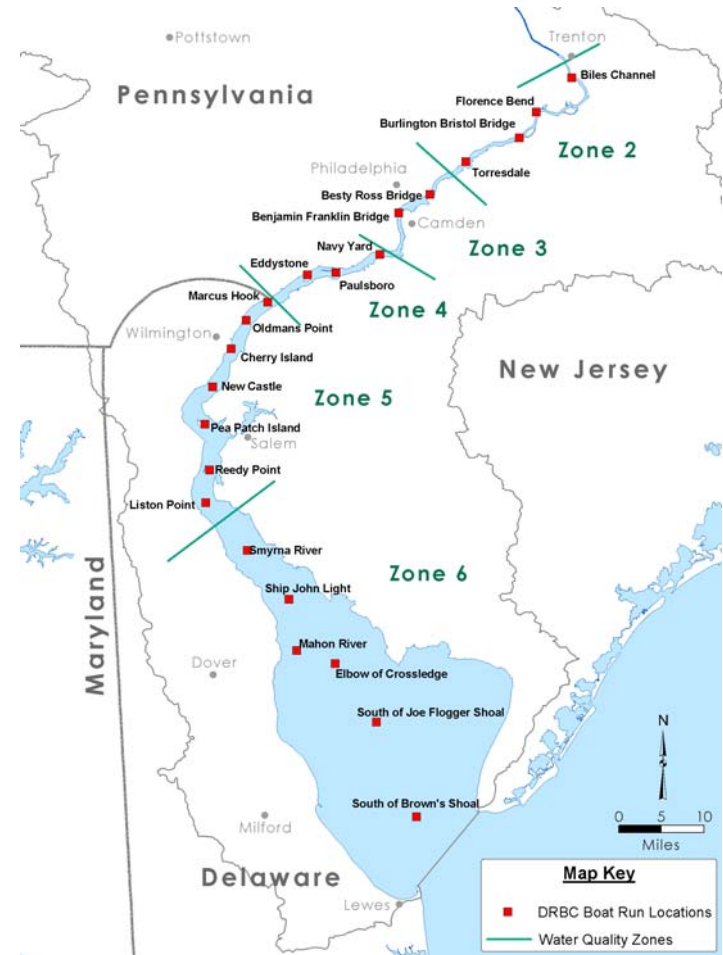 Pottstown
Trenton
Biles Channel
Pennsylvania
Florence Bend
Burlington Bristol Bridge
Zone 2
Philadelphia
Torresdale
Besty Ross Bridge
Benjamin Franklin Bridge
Camden
Navy Yard
Zone 3
Eddystone
Paulsboro
Marcus Hook
Zone 4
Oldmans Point
Wilmington
Cherry Island
New Jersey
New Castle
Zone 5
Pea Patch Island
Salem
Reedy Point
Liston Point
Smyrna River
Zone 6
Ship John Light
Maryland
Mahon River
Dover
Elbow of Crossledge
South of Joe Flogger Shoal
N
South of Brown's Shoal
0 5 10
Miles
Milford
Delaware
Lewes
Map Key
DRBC Boat Run Locations
Water Quality Zones